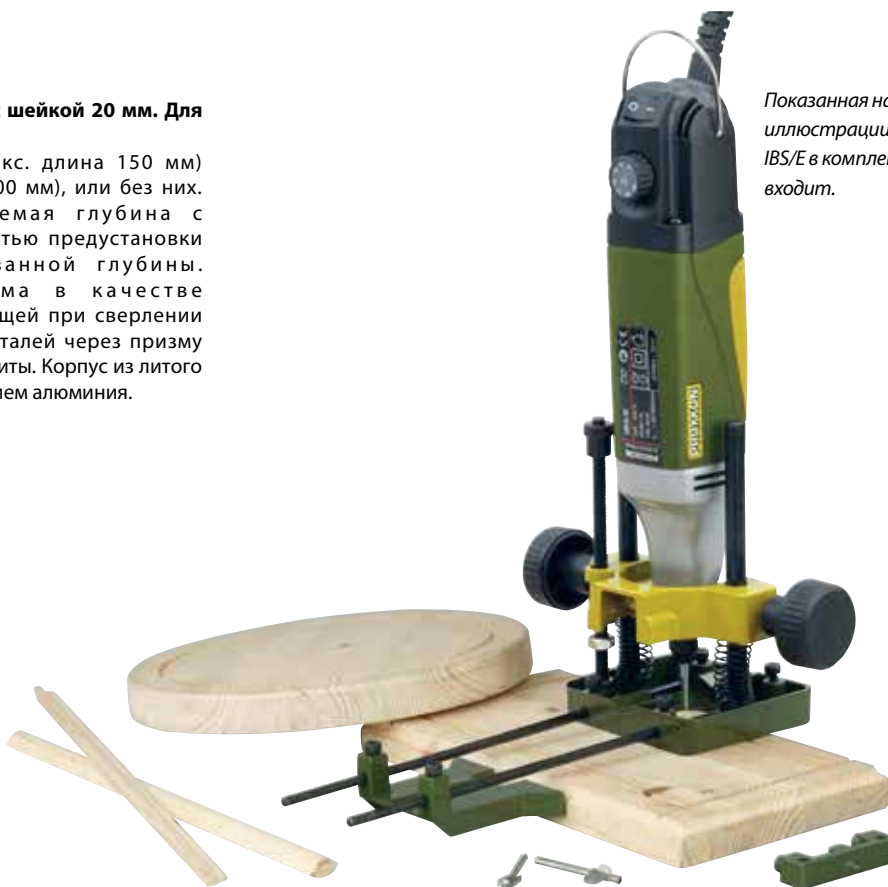 шейкой 20 мм. Для
кс. длина 150 мм)
00 мм), или без них.
емая глубина с
тью предустановки
ванной глубины.
ма в качестве
щей при сверлении
талей через призму
иты. Корпус из литого
ием алюминия.
Показанная на
иллюстрации
IBS/E в комплек
входит.
PROXXON